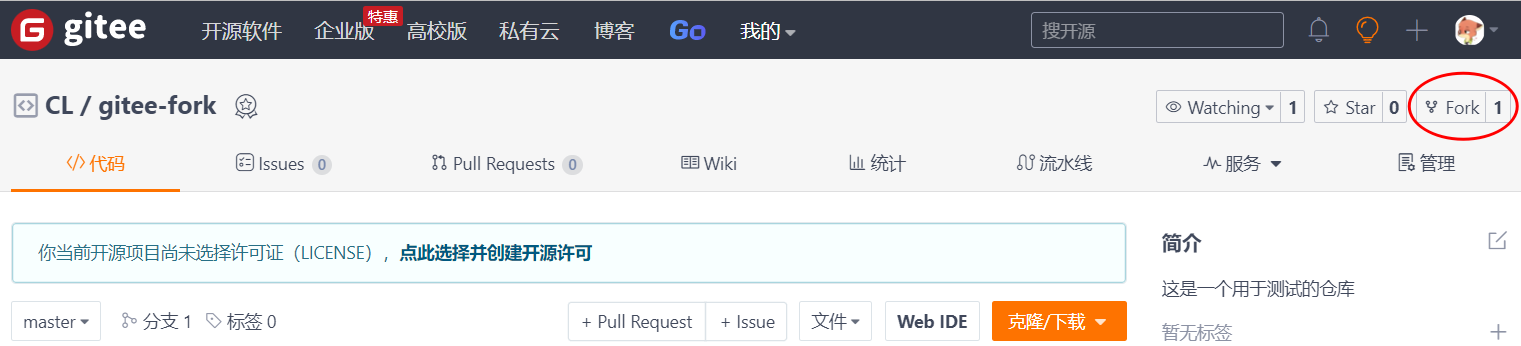 G gitee 开源软件 企业版 特惠 高校版 私有云 博客 Go 我的 搜开源
CL / gitee-fork Watching 1 Star 0 Fork 1
代码 Issues 0 Pull Requests 0 Wiki 统计 流水线 服务 管理
你当前开源项目尚未选择许可证（LICENSE），点此选择并创建开源许可
简介
这是一个用于测试的仓库
master 分支 1 标签 0 + Pull Request + Issue 文件 Web IDE 克隆/下载
暂无标签